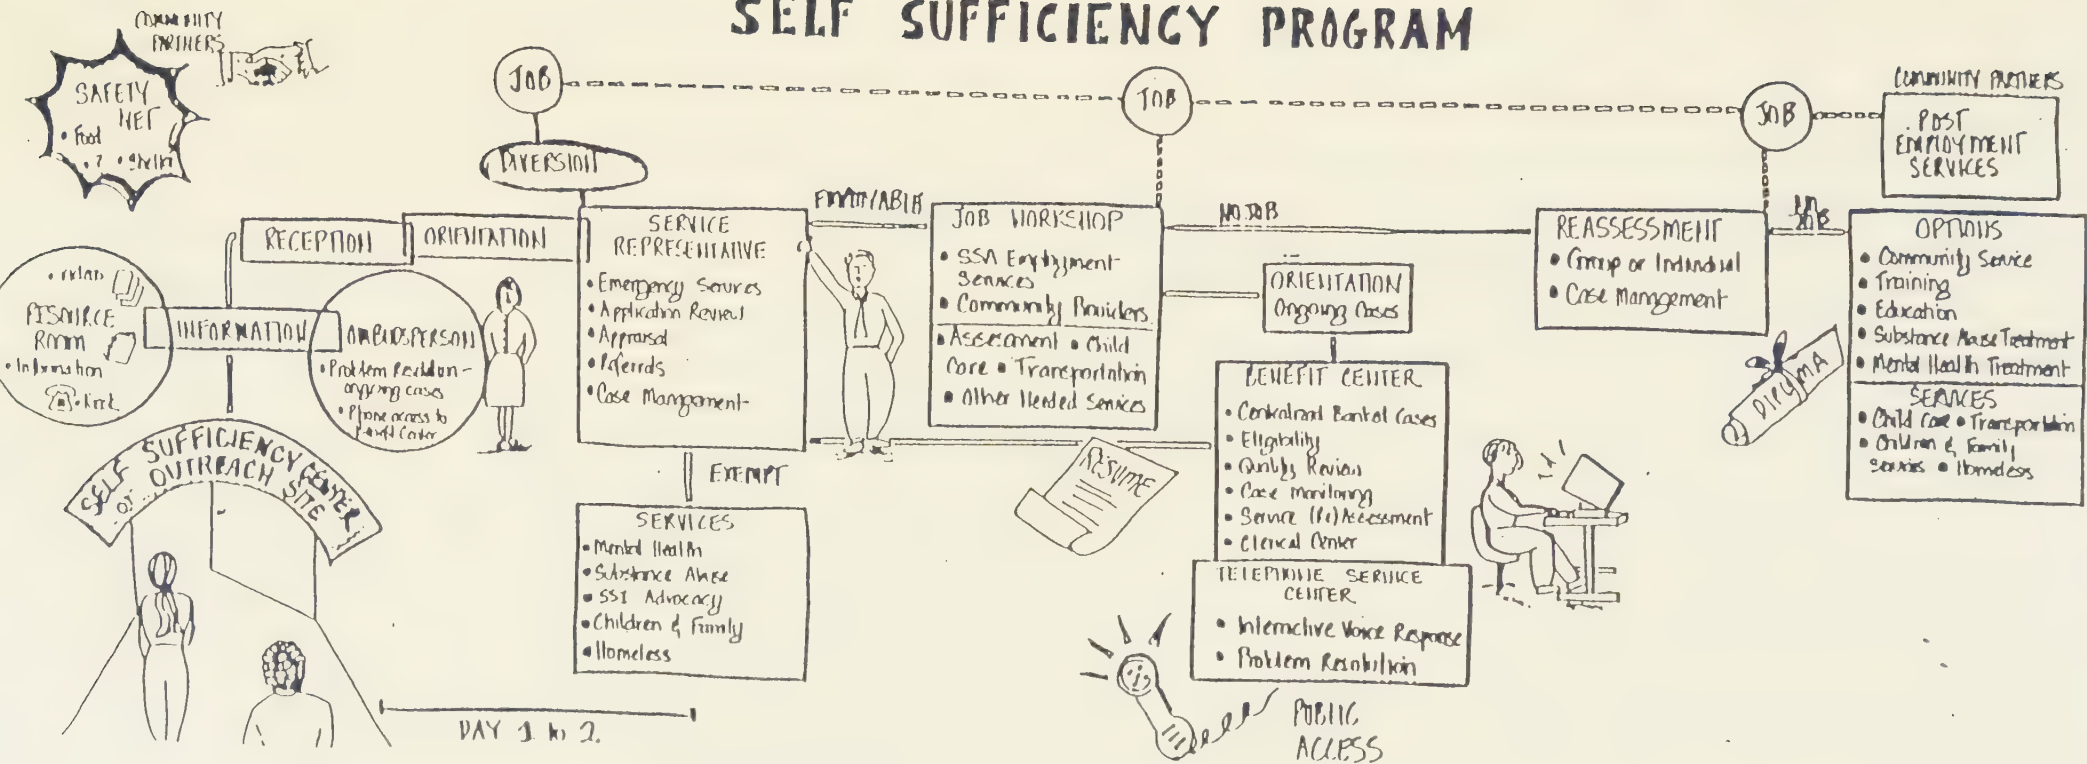 SELF SUFFICIENCY PROGRAM
COMMUNITY
PARTNERS
SAFETY
NET
• Food
• ? • Shelter
JOB
JOB
JOB
COMMUNITY PARTNERS
POST
EMPLOYMENT
SERVICES
DIVERSION
RECEPTION
ORIENTATION
RESOURCE
ROOM
• Information
INFORMATION
OMBUDSPERSON
• Problem Resolution -
ongoing cases
• Phone access to
Benefit Center
SELF SUFFICIENCY CENTER
or OUTREACH SITE
DAY 1 to 2
SERVICE
REPRESENTATIVE
• Emergency Services
• Application Review
• Appraisal
• Referrals
• Case Management
EXEMPT
SERVICES
• Mental Health
• Substance Abuse
• SSI Advocacy
• Children & Family
• Homeless
JOB WORKSHOP
• SSA Employment
Services
• Community Providers
• Assessment • Child
Care • Transportation
• Other Needed Services
RESUME
NO JOB
ORIENTATION
Ongoing Cases
BENEFIT CENTER
• Centralized Banked Cases
• Eligibility
• Quality Review
• Case Monitoring
• Service (Re)Assessment
• Clerical Center
TELEPHONE SERVICE
CENTER
• Interactive Voice Response
• Problem Resolution
PUBLIC
ACCESS
REASSESSMENT
• Group or Individual
• Case Management
NO
JOB
DIPLOMA
OPTIONS
• Community Service
• Training
• Education
• Substance Abuse Treatment
• Mental Health Treatment
SERVICES
• Child Care • Transportation
• Children & Family
Services • Homeless